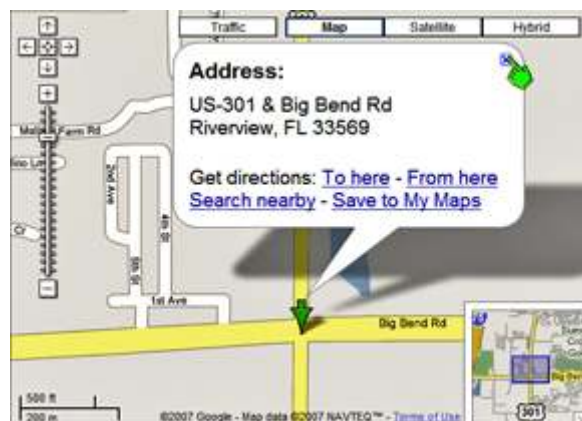 Traffic Map Satellite Hybrid
Address:
US-301 & Big Bend Rd
Riverview, FL 33569
Get directions: To here - From here
Search nearby - Save to My Maps
Farm Rd
2nd Ave
4th St
5th St
1st Ave
Big Bend Rd
500 ft
200 m
©2007 Google - Map data ©2007 NAVTEQ™ - Terms of Use
301